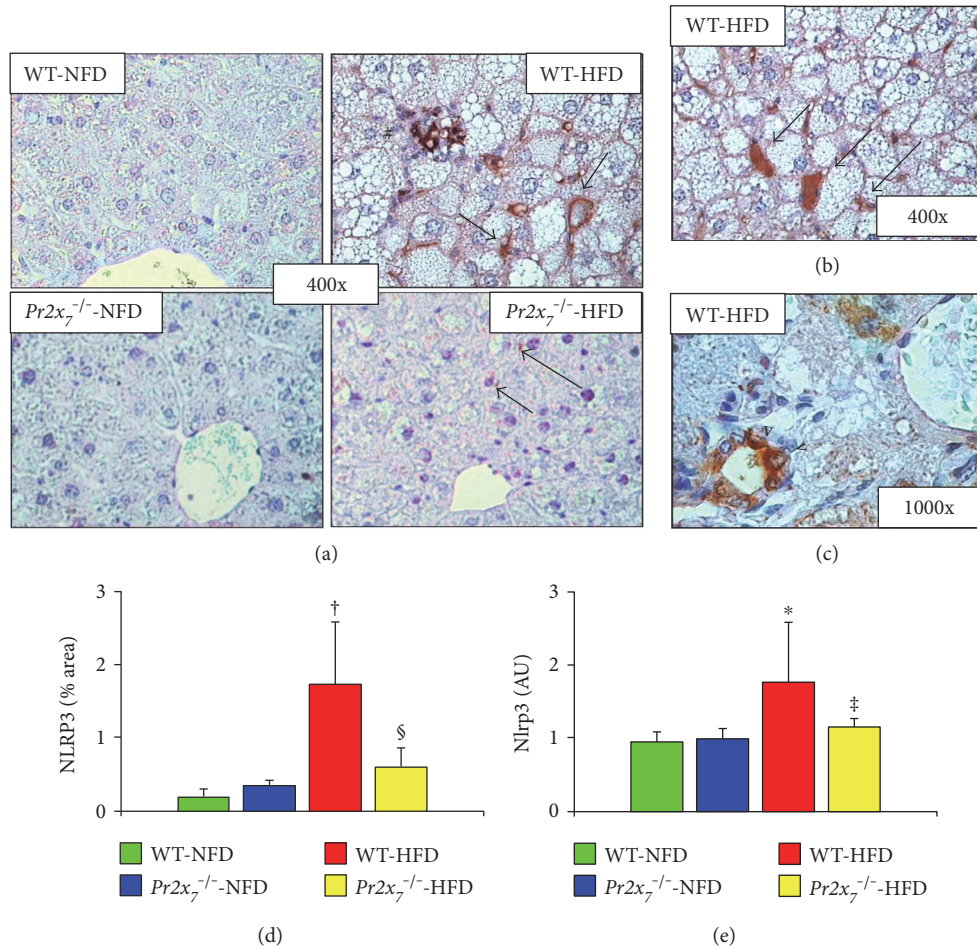 WT-NFD
WT-HFD
#
400x
Pr2x₇⁻/⁻-NFD
Pr2x₇⁻/⁻-HFD
(a)
WT-HFD
400x
(b)
WT-HFD
v
<
1000x
(c)
NLRP3 (% area)
3
2
1
0
†
§
WT-NFD
WT-HFD
Pr2x₇⁻/⁻-NFD
Pr2x₇⁻/⁻-HFD
(d)
Nlrp3 (AU)
3
2
1
0
*
‡
WT-NFD
WT-HFD
Pr2x₇⁻/⁻-NFD
Pr2x₇⁻/⁻-HFD
(e)